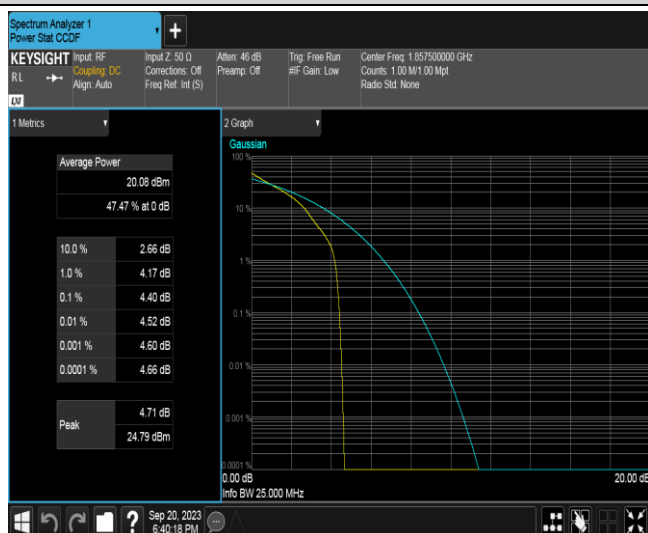 Spectrum Analyzer 1
Power Stat CCDF
KEYSIGHT
RL
LXI
Input: RF
Coupling: DC
Align: Auto
Input Z: 50 Ω
Corrections: Off
Freq Ref: Int (S)
Atten: 46 dB
Preamp: Off
Trig: Free Run
#IF Gain: Low
Center Freq: 1.857500000 GHz
Counts: 1.00 M/1.00 Mpt
Radio Std: None
1 Metrics
Average Power
20.08 dBm
47.47 % at 0 dB
10.0 % 2.66 dB
1.0 % 4.17 dB
0.1 % 4.40 dB
0.01 % 4.52 dB
0.001 % 4.60 dB
0.0001 % 4.66 dB
Peak
4.71 dB
24.79 dBm
2 Graph
Gaussian
100 %
10 %
1 %
0.1 %
0.01 %
0.001 %
0.0001 %
0.00 dB
20.00 dB
Info BW 25.000 MHz
?
Sep 20, 2023
6:40:18 PM